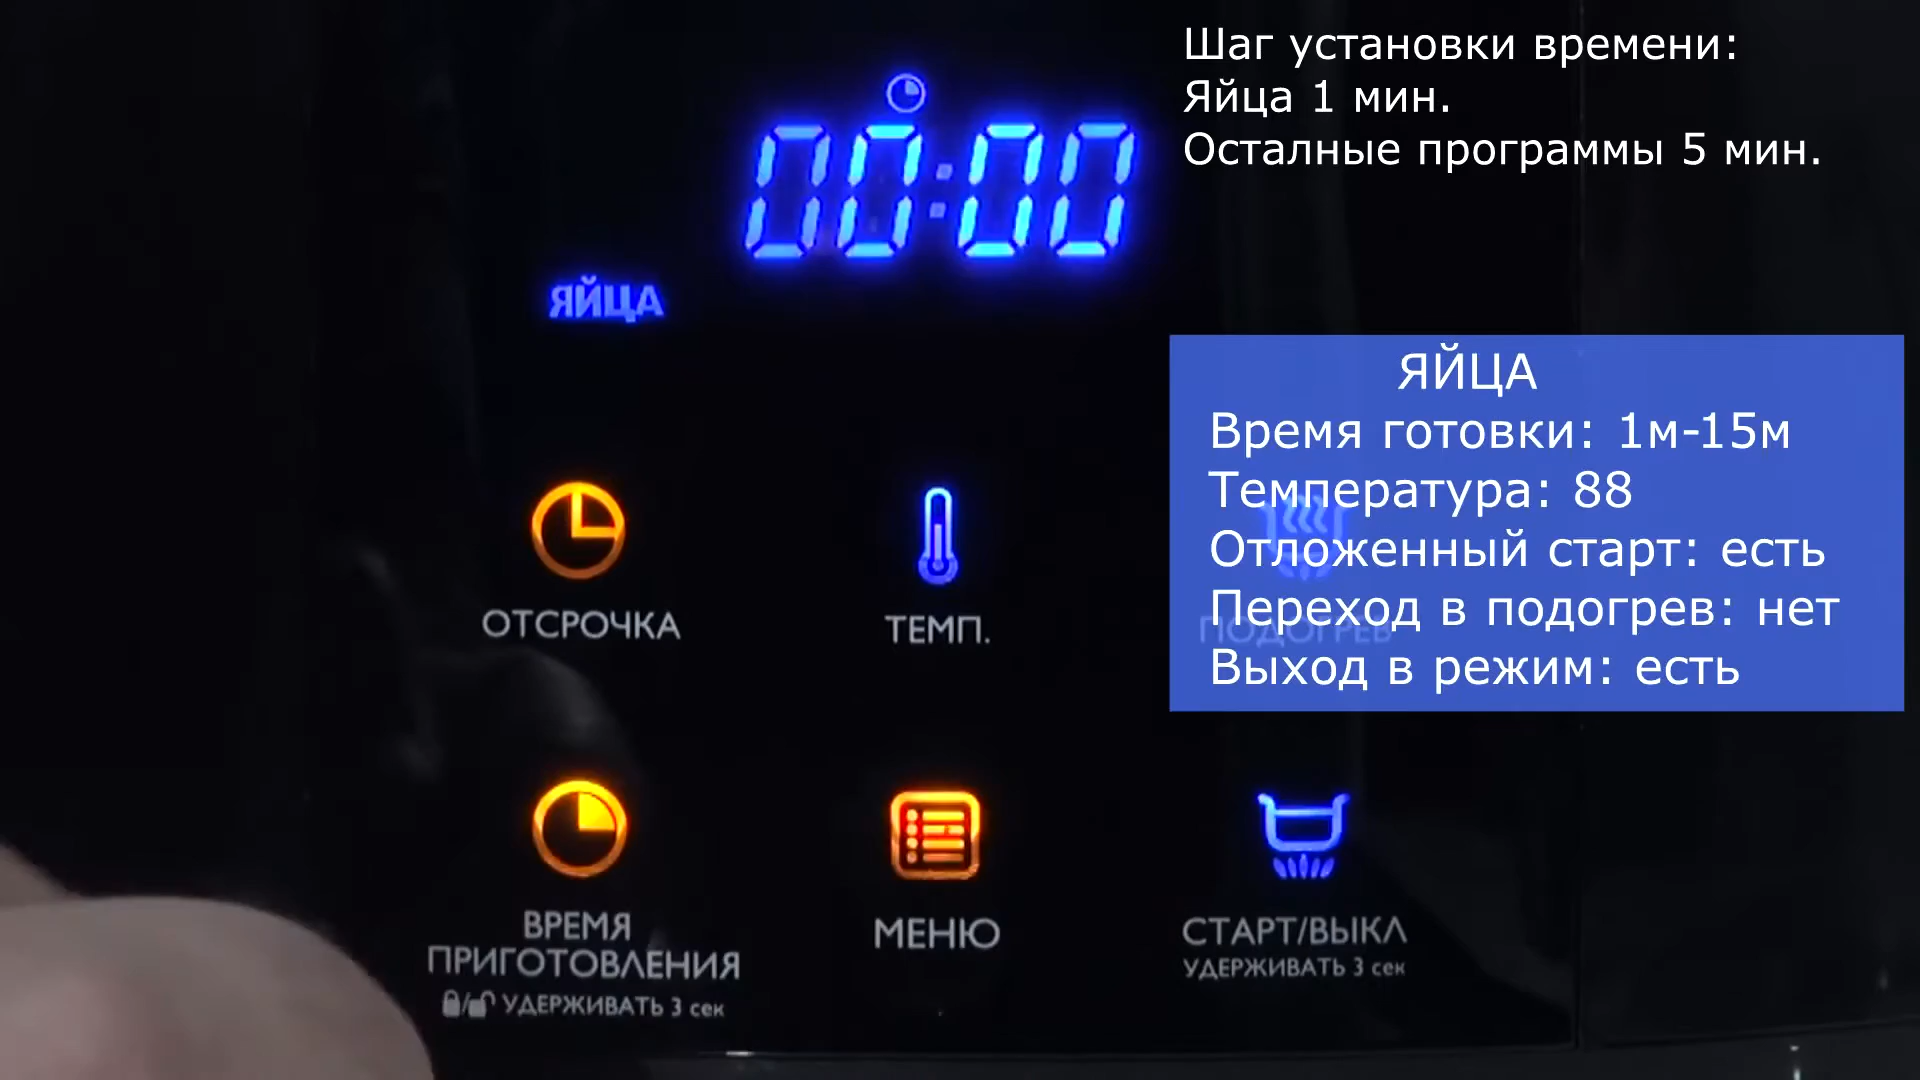 Шаг установки времени:
Яйца 1 мин.
Осталные программы 5 мин.
00:00
ЯЙЦА
ЯЙЦА
Время готовки: 1м-15м
Температура: 88
Отложенный старт: есть
Переход в подогрев: нет
Выход в режим: есть
ОТСРОЧКА
ТЕМП.
ПОДОГРЕВ
ВРЕМЯ
ПРИГОТОВЛЕНИЯ
/ УДЕРЖИВАТЬ 3 сек
МЕНЮ
СТАРТ/ВЫКЛ
УДЕРЖИВАТЬ 3 сек